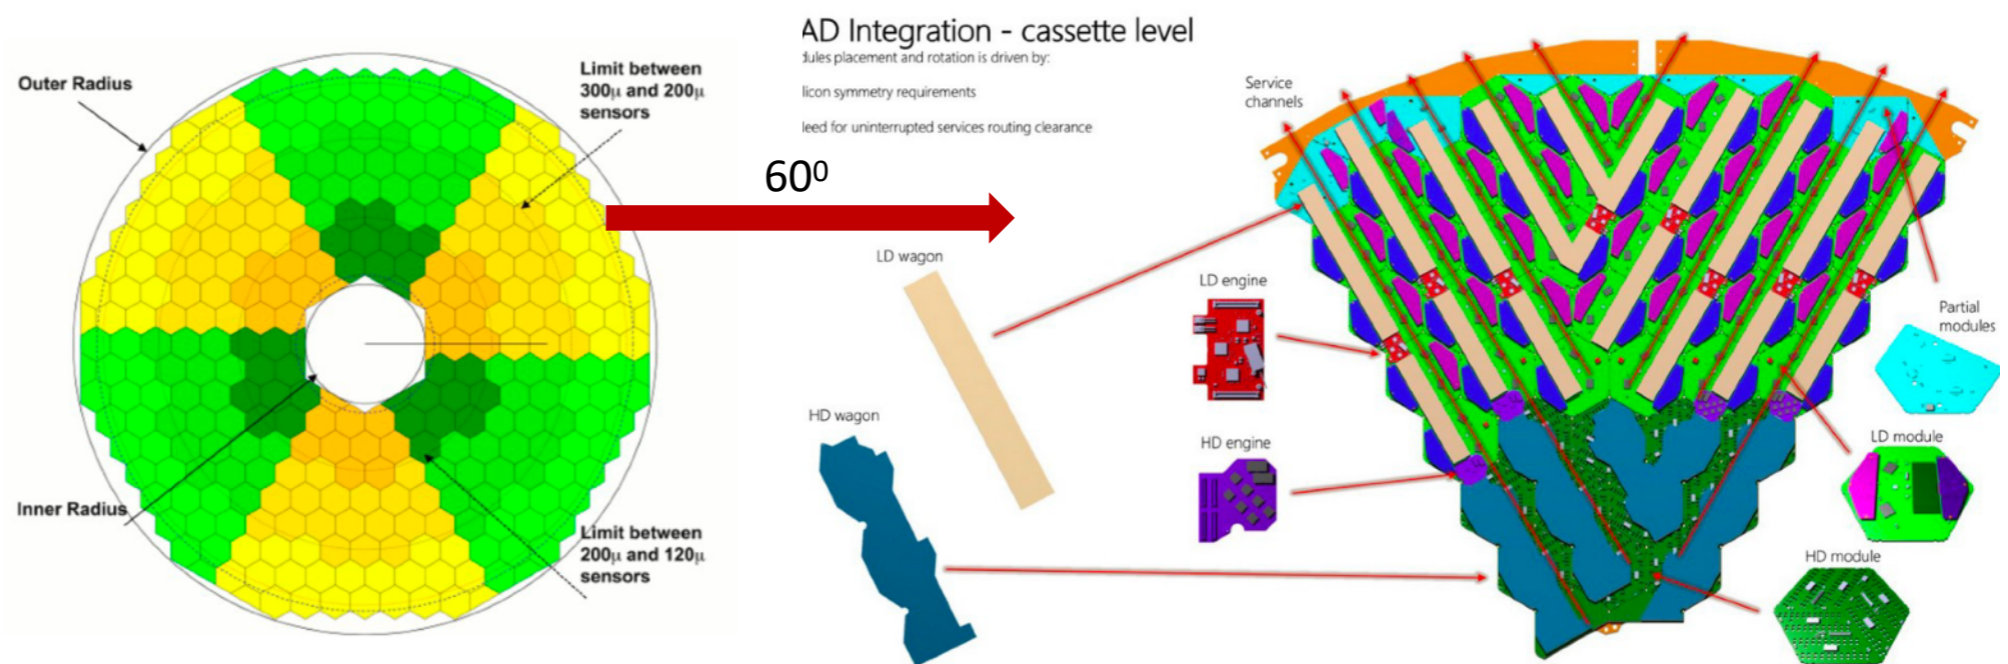 Outer Radius
Limit between
300μ and 200μ
sensors
Inner Radius
Limit between
200μ and 120μ
sensors
60⁰
AD Integration - cassette level
dules placement and rotation is driven by:
licon symmetry requirements
leed for uninterrupted services routing clearance
Service
channels
LD wagon
LD engine
HD wagon
HD engine
Partial
modules
LD module
HD module